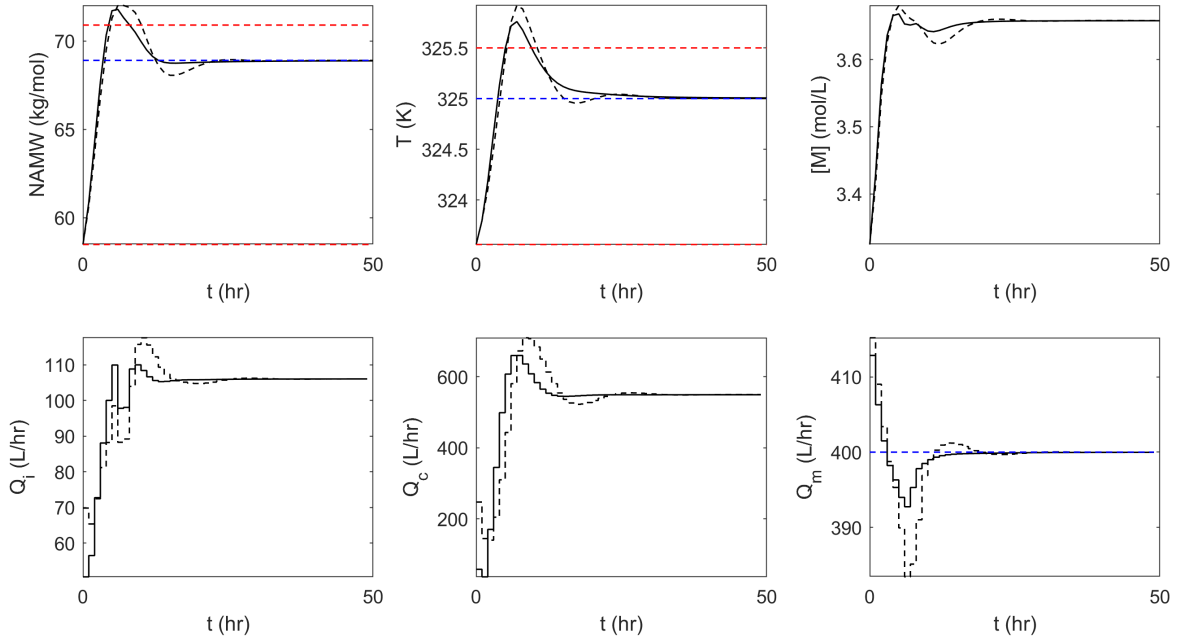 70
65
60
NAMW (kg/mol)
0
50
t (hr)
325.5
325
324.5
324
T (K)
0
50
t (hr)
3.6
3.5
3.4
[M] (mol/L)
0
50
t (hr)
110
100
90
80
70
60
Q_i (L/hr)
0
50
t (hr)
600
400
200
Q_c (L/hr)
0
50
t (hr)
410
400
390
Q_m (L/hr)
0
50
t (hr)